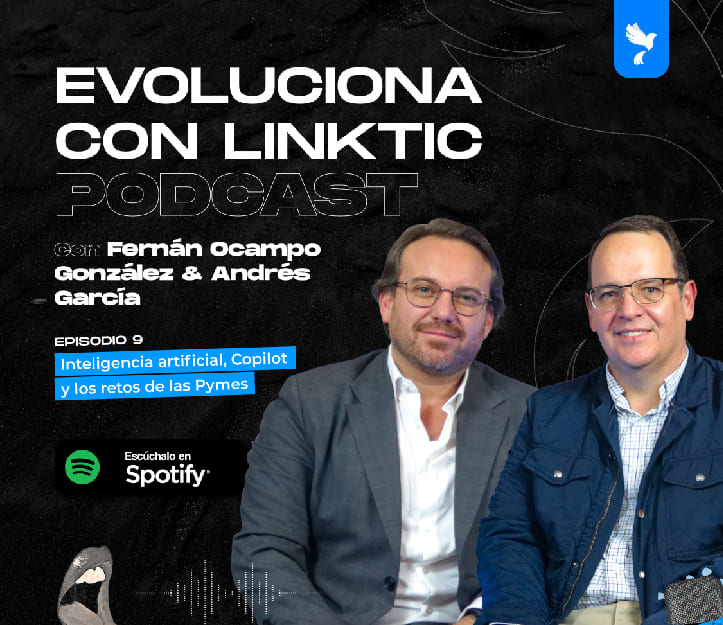 EVOLUCIONA
CON LINKTIC
PODCAST
Con Fernán Ocampo
González & Andrés
García
EPISODIO 9
Inteligencia artificial, Copilot
y los retos de las Pymes
Escúchalo en
Spotify